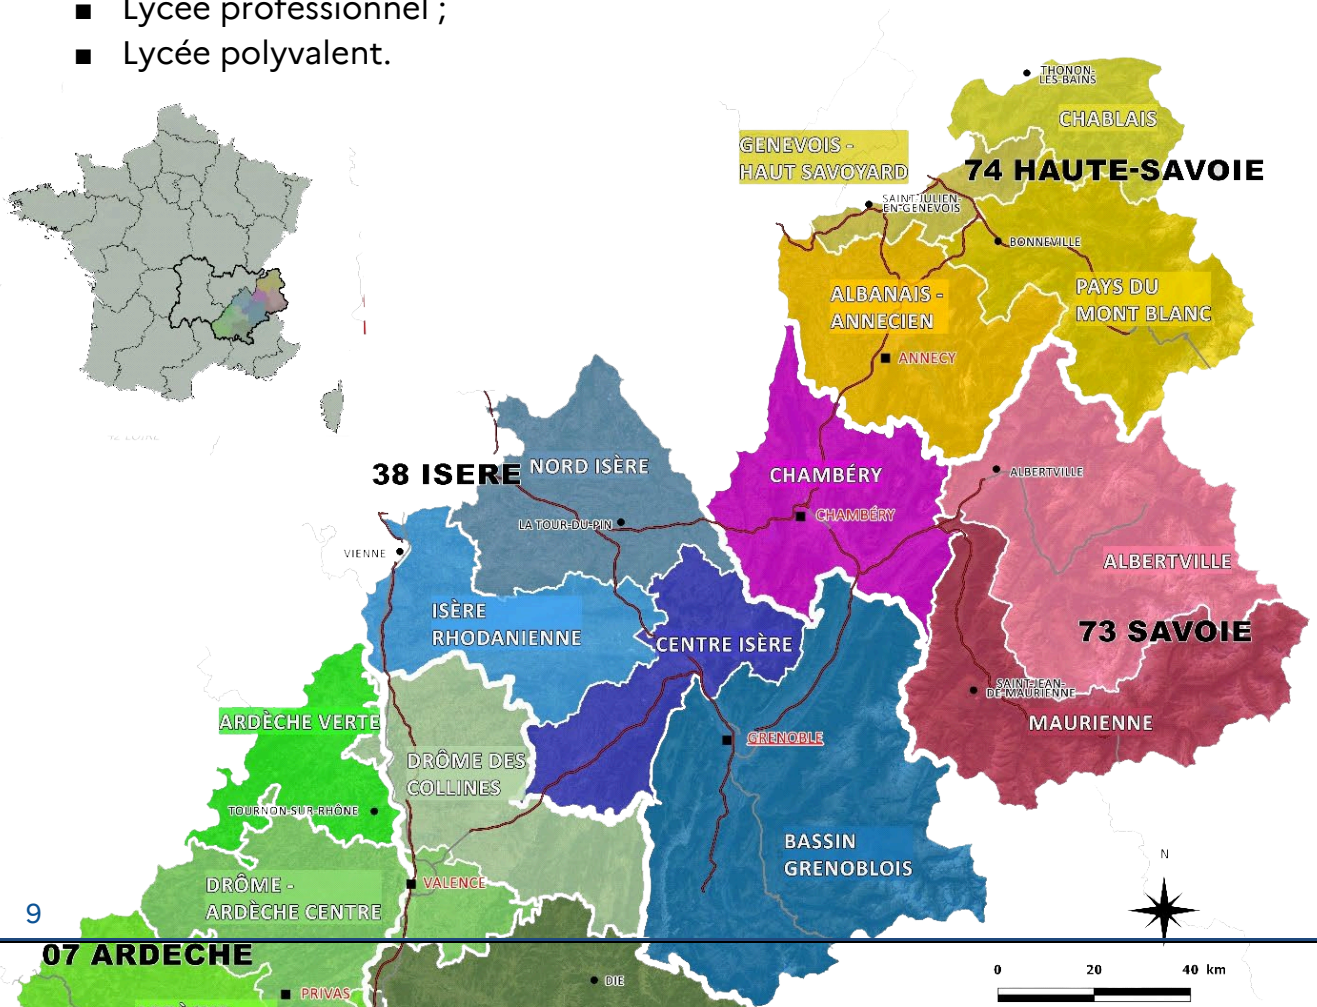 ■ Lycée professionnel ;
■ Lycée polyvalent.
THONON-
LES-BAINS
CHABLAIS
GENEVOIS -
HAUT SAVOYARD
74 HAUTE-SAVOIE
SAINT-JULIEN-
EN-GENEVOIS
BONNEVILLE
ALBANAIS -
ANNECIEN
PAYS DU
MONT BLANC
ANNECY
38 ISERE
NORD ISÈRE
CHAMBÉRY
ALBERTVILLE
CHAMBÉRY
LA TOUR-DU-PIN
VIENNE
ALBERTVILLE
ISÈRE
RHODANIENNE
CENTRE ISÈRE
73 SAVOIE
SAINT-JEAN-
DE-MAURIENNE
MAURIENNE
ARDÈCHE VERTE
GRENOBLE
DRÔME DES
COLLINES
TOURNON-SUR-RHÔNE
BASSIN
GRENOBLOIS
N
DRÔME -
ARDÈCHE CENTRE
VALENCE
9
07 ARDECHE
DIE
PRIVAS
0 20 40 km